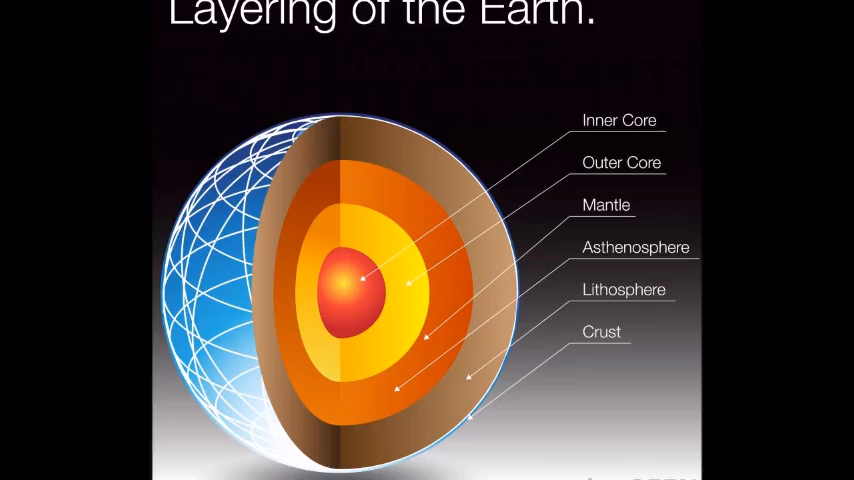 Layering of the Earth.
Inner Core
Outer Core
Mantle
Asthenosphere
Lithosphere
Crust